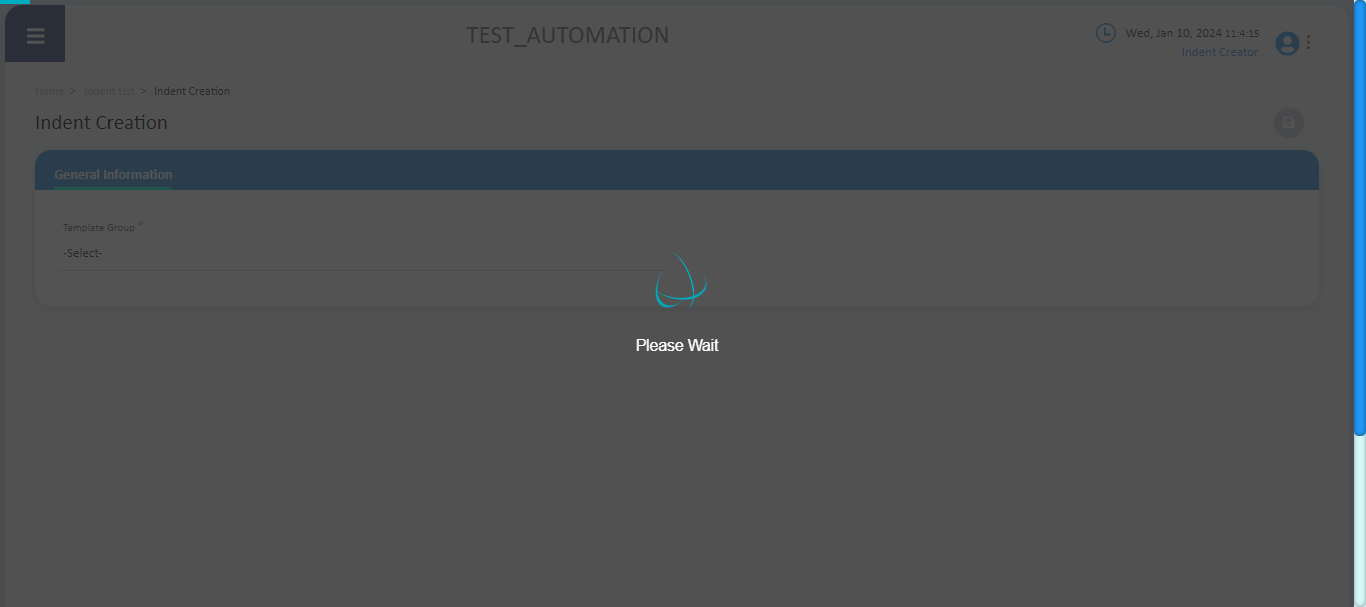 TEST_AUTOMATION
Wed, Jan 10, 2024 11:4:15
Indent Creator
Home > Indent List > Indent Creation
Indent Creation
General Information
Template Group *
-Select-
Please Wait